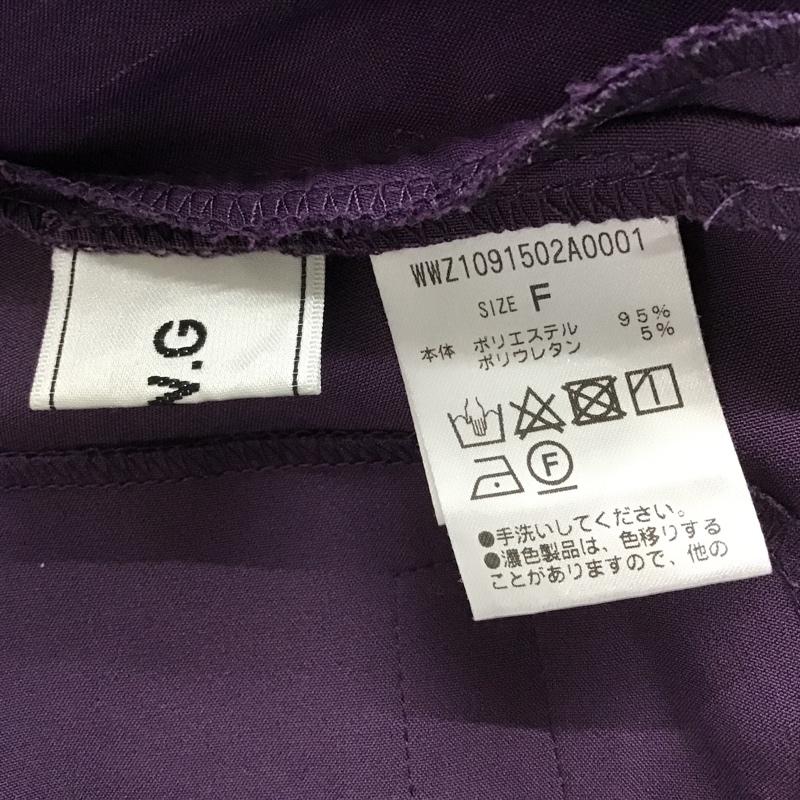 V.G
WWZ1091502A0001
SIZE F
本体 ポリエステル 95%
ポリウレタン 5%
F
●手洗いしてください。
●濃色製品は、色移りする
ことがありますので、他の